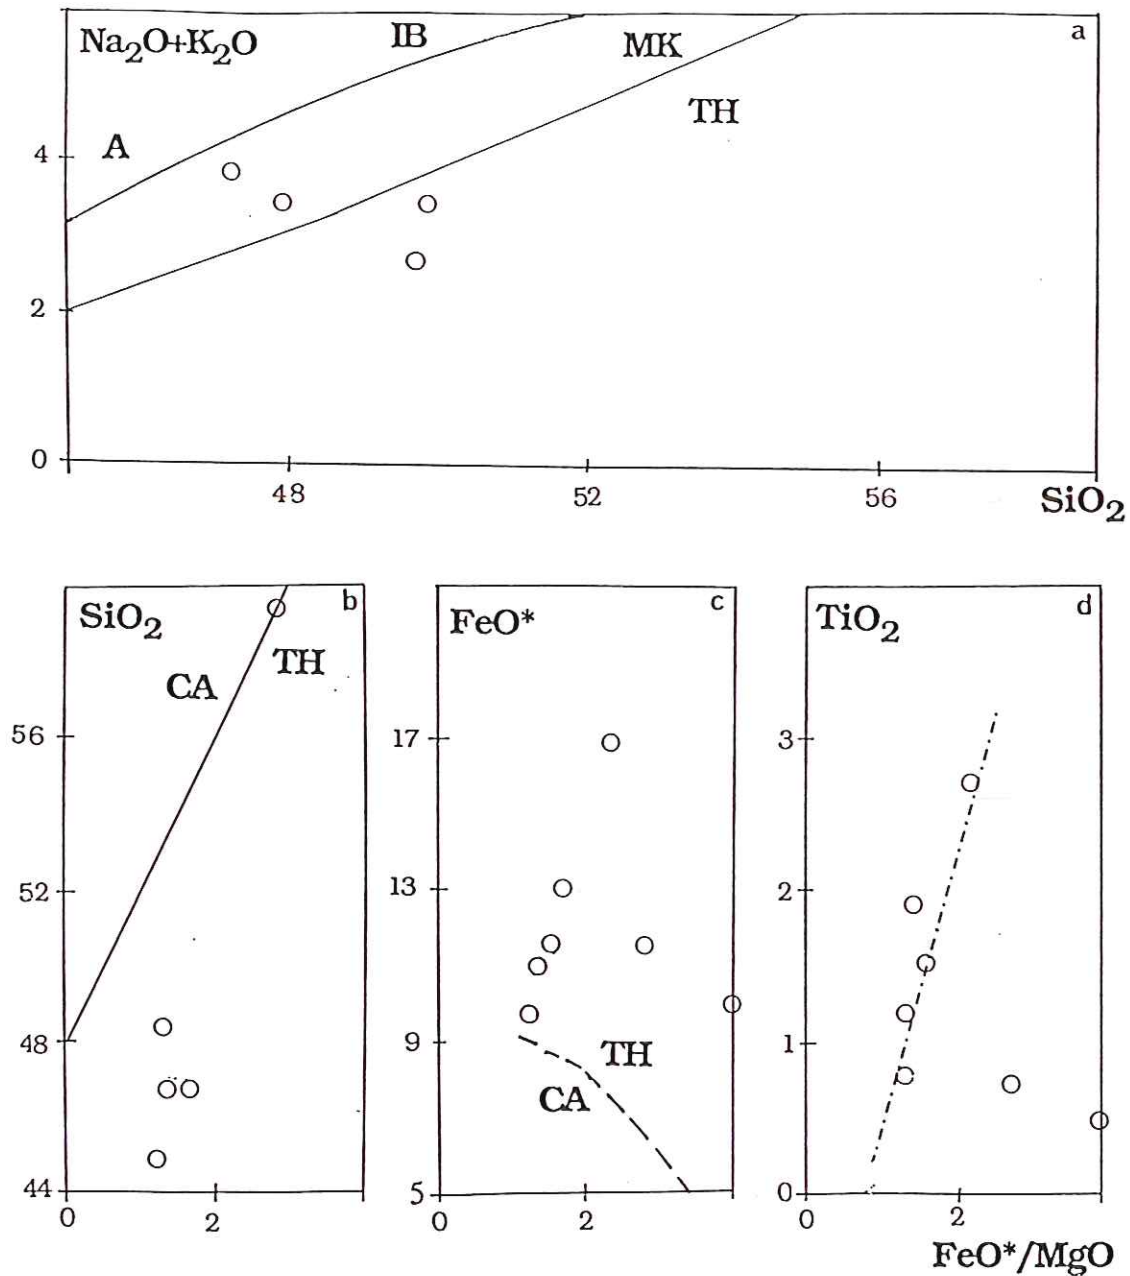 Na₂O+K₂O IB MK a
TH
4 A
2
0
48 52 56 SiO₂
SiO₂ b
CA TH
56
52
48
44
0 2
FeO* c
17
13
9
TH
CA
5
0 2
TiO₂ d
3
2
1
0
0 2
FeO*/MgO